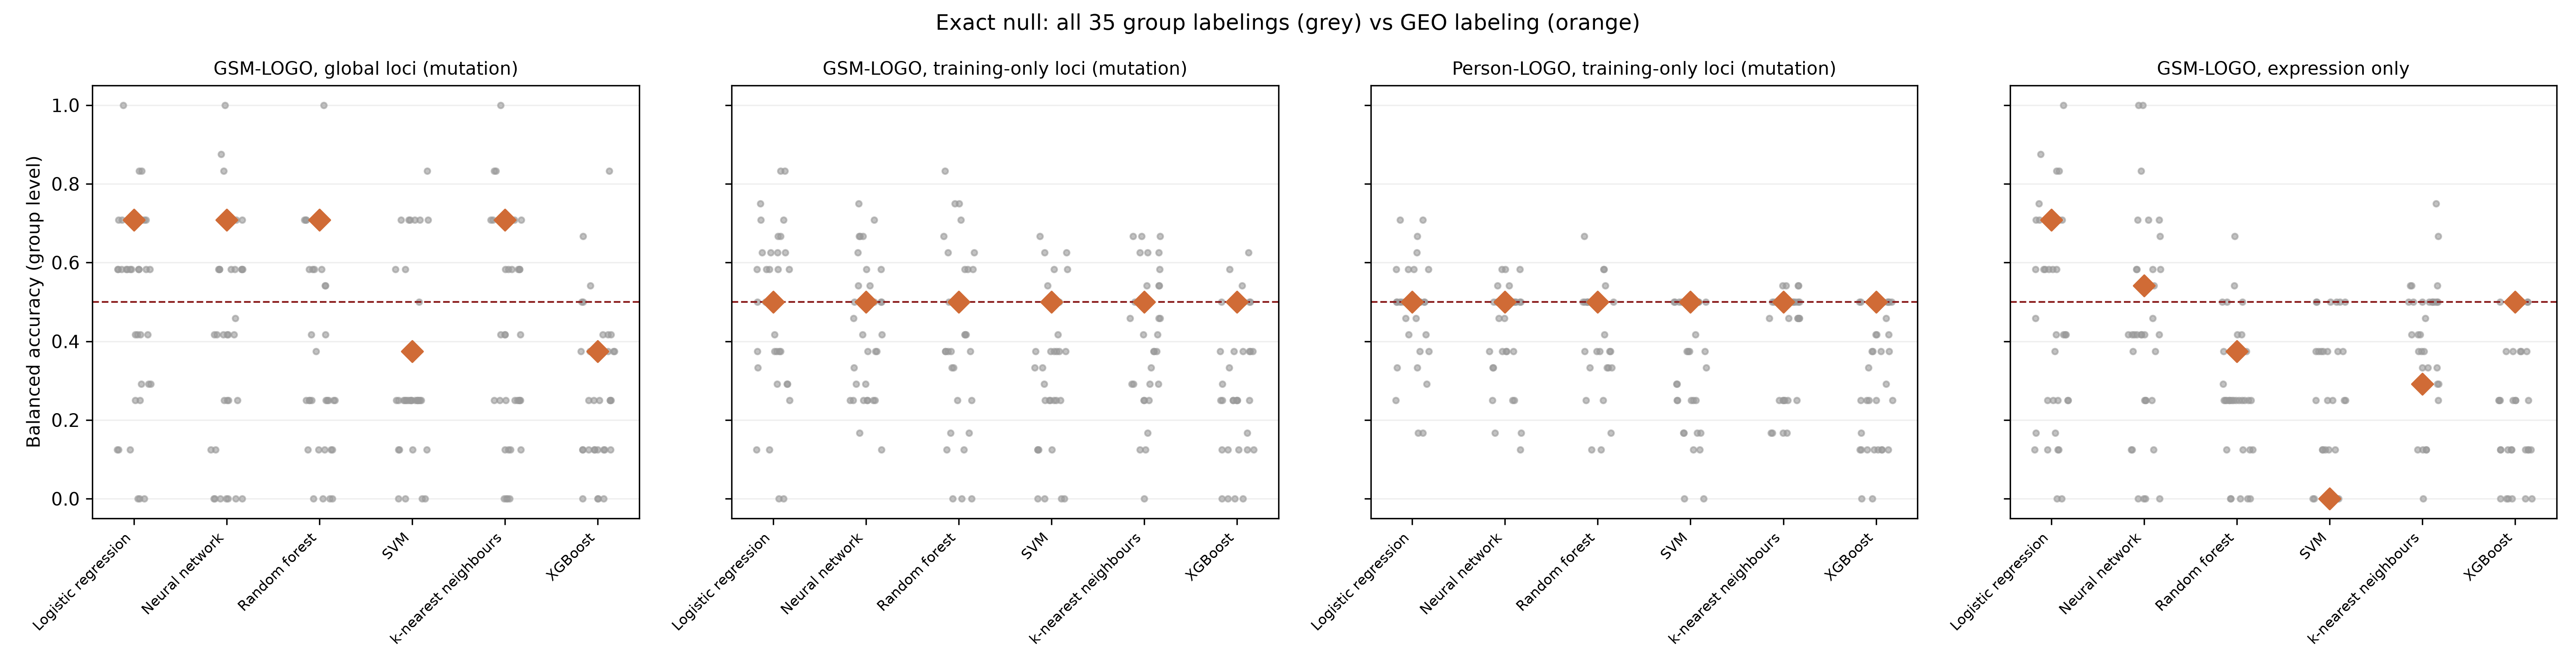 Exact null: all 35 group labelings (grey) vs GEO labeling (orange)
GSM-LOGO, global loci (mutation)
GSM-LOGO, training-only loci (mutation)
Person-LOGO, training-only loci (mutation)
GSM-LOGO, expression only
Balanced accuracy (group level)
1.0
0.8
0.6
0.4
0.2
0.0
Logistic regression
Neural network
Random forest
SVM
k-nearest neighbours
XGBoost
Logistic regression
Neural network
Random forest
SVM
k-nearest neighbours
XGBoost
Logistic regression
Neural network
Random forest
SVM
k-nearest neighbours
XGBoost
Logistic regression
Neural network
Random forest
SVM
k-nearest neighbours
XGBoost